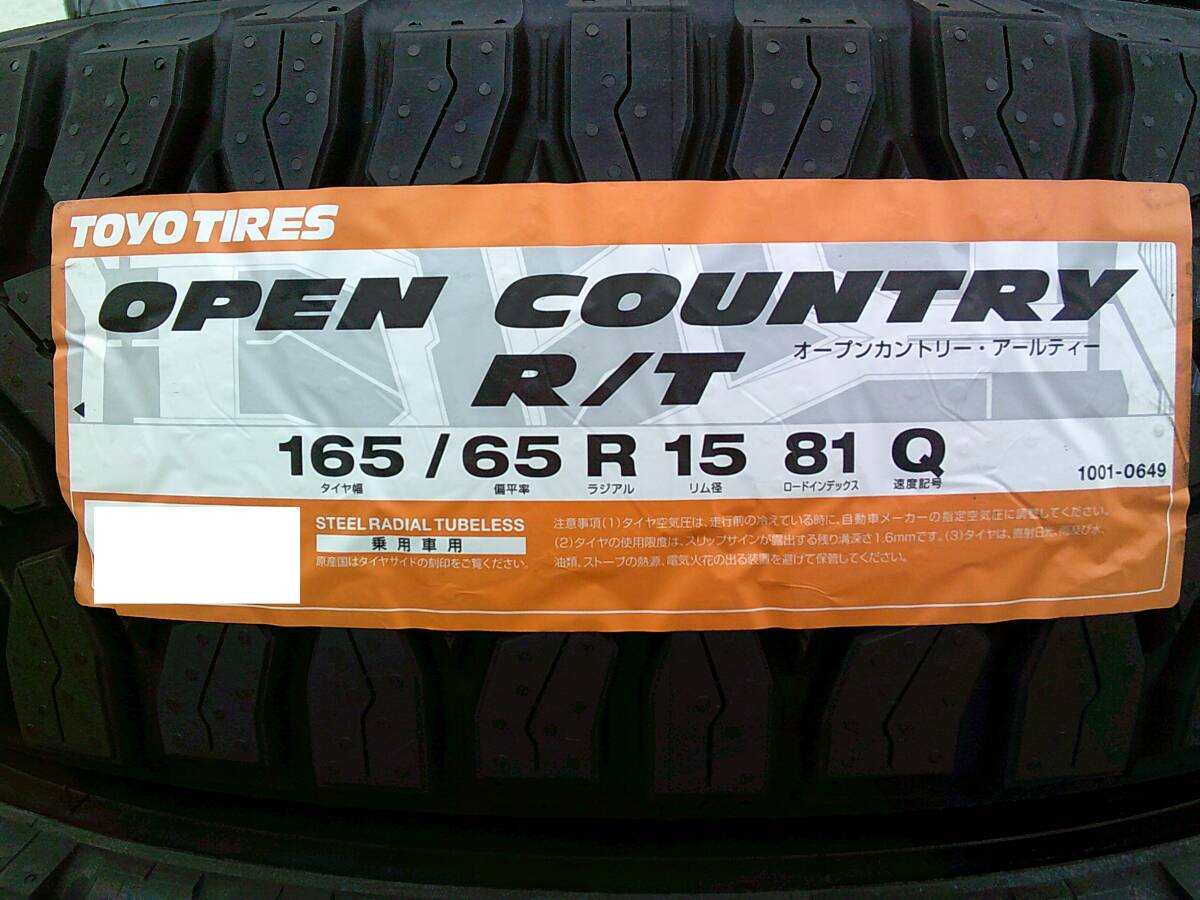 TOYO TIRES
OPEN COUNTRY
R/T
オープンカントリー・アールティー
165 / 65 R 15 81 Q
タイヤ幅 偏平率 ラジアル リム径 ロードインデックス 速度記号
1001-0649
STEEL RADIAL TUBELESS
乗用車用
原産国はタイヤサイドの刻印をご覧ください。
注意事項(1)タイヤ空気圧は、走行前の冷えている時に、自動車メーカーの指定空気圧に調整してください。
(2)タイヤの使用限度は、スリップサインが露出する残り溝深さ1.6mmです。(3)タイヤは、直射日光、雨及び水、
油類、ストーブの熱源、電気火花の出る装置を避けて保管してください。